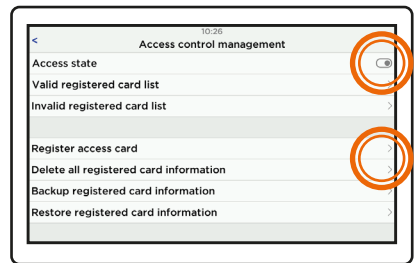 10:26
< Access control management
Access state
Valid registered card list >
Invalid registered card list >
Register access card >
Delete all registered card information >
Backup registered card information >
Restore registered card information >